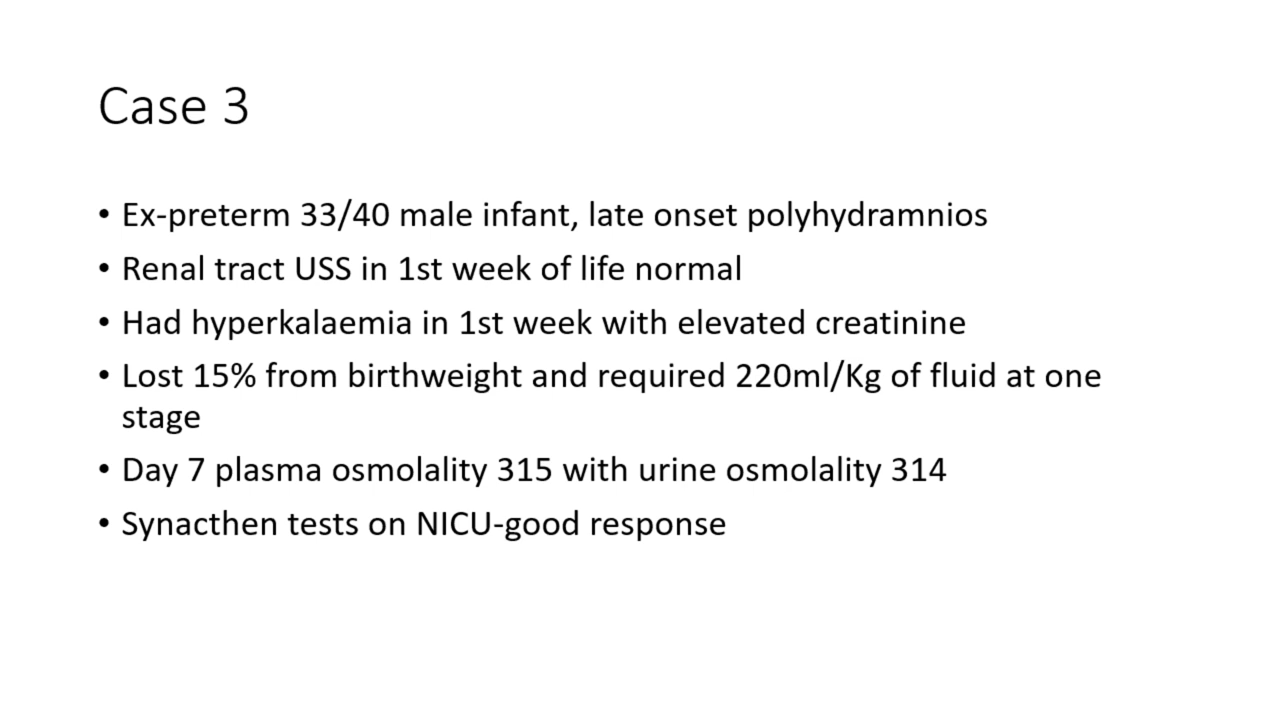 Case 3
• Ex-preterm 33/40 male infant, late onset polyhydramnios
• Renal tract USS in 1st week of life normal
• Had hyperkalaemia in 1st week with elevated creatinine
• Lost 15% from birthweight and required 220ml/Kg of fluid at one
stage
• Day 7 plasma osmolality 315 with urine osmolality 314
• Synacthen tests on NICU-good response